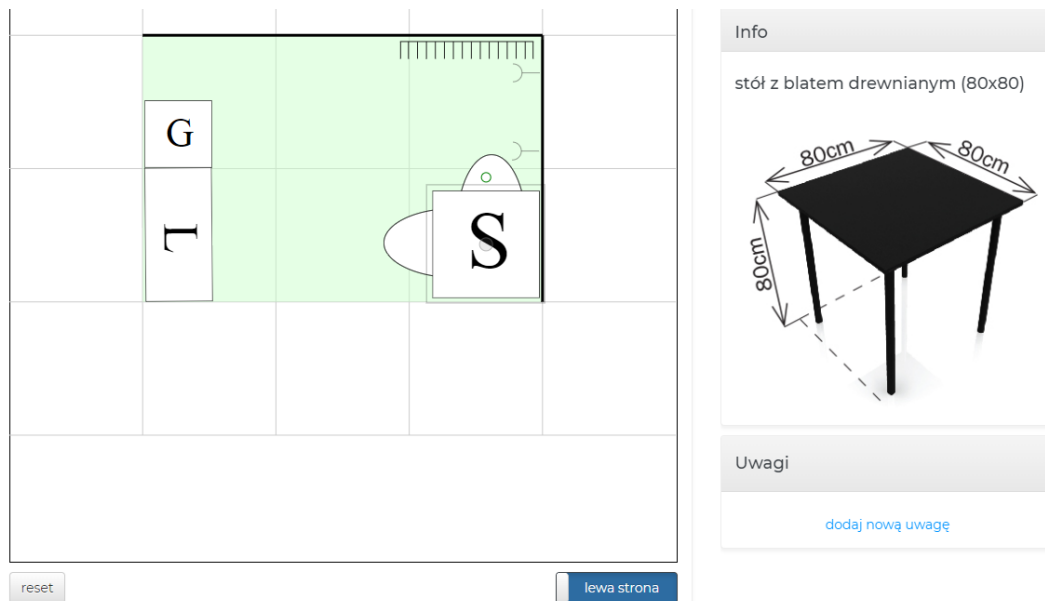 G
L
S
reset
lewa strona
Info
stół z blatem drewnianym (80x80)
80cm
80cm
80cm
Uwagi
dodaj nową uwagę